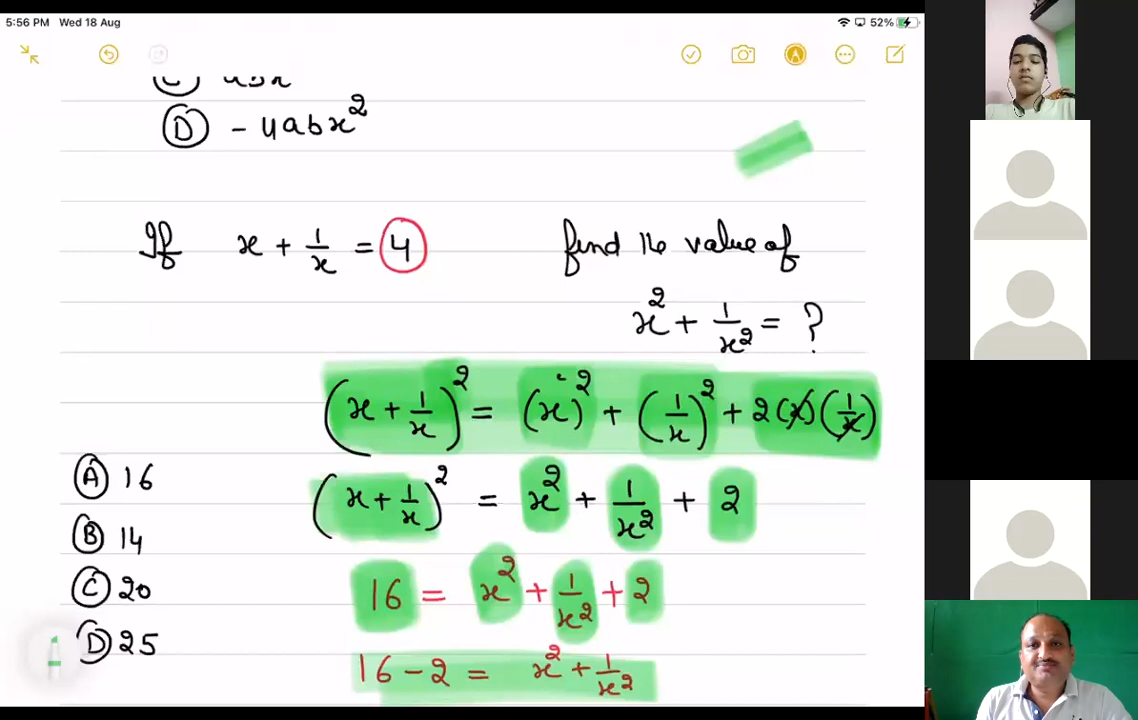 5:56 PM Wed 18 Aug 52%
(D) - 4abx²
If x + 1/x = 4 find the value of
x² + 1/x² = ?
(x + 1/x)² = (x)² + (1/x)² + 2(x)(1/x)
(x + 1/x)² = x² + 1/x² + 2
16 = x² + 1/x² + 2
16 - 2 = x² + 1/x²
(A) 16
(B) 14
(C) 20
(D) 25